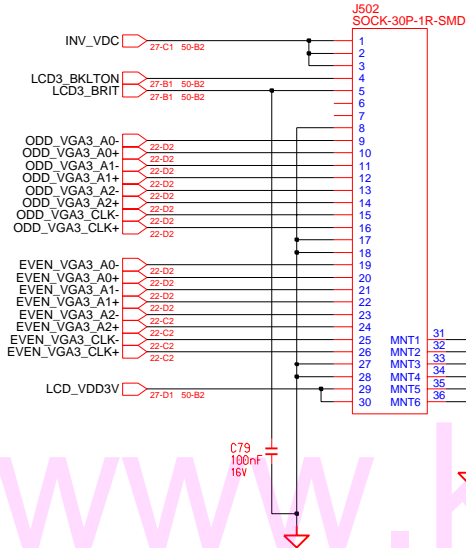 J502
SOCK-30P-1R-SMD
INV_VDC 27-C1 50-B2 1
2
3
LCD3_BKLTON 27-B1 50-B2 4
LCD3_BRIT 27-B1 50-B2 5
6
7
8
ODD_VGA3_A0- 22-D2 9
ODD_VGA3_A0+ 22-D2 10
ODD_VGA3_A1- 22-D2 11
ODD_VGA3_A1+ 22-D2 12
ODD_VGA3_A2- 22-D2 13
ODD_VGA3_A2+ 22-D2 14
ODD_VGA3_CLK- 22-D2 15
ODD_VGA3_CLK+ 22-D2 16
17
18
EVEN_VGA3_A0- 22-D2 19
EVEN_VGA3_A0+ 22-D2 20
EVEN_VGA3_A1- 22-D2 21
EVEN_VGA3_A1+ 22-D2 22
EVEN_VGA3_A2- 22-C2 23
EVEN_VGA3_A2+ 22-C2 24
EVEN_VGA3_CLK- 22-C2 25 MNT1 31
EVEN_VGA3_CLK+ 22-C2 26 MNT2 32
27 MNT3 33
28 MNT4 34
LCD_VDD3V 27-D1 50-B2 29 MNT5 35
30 MNT6 36
C79
100nF
16V
www.k